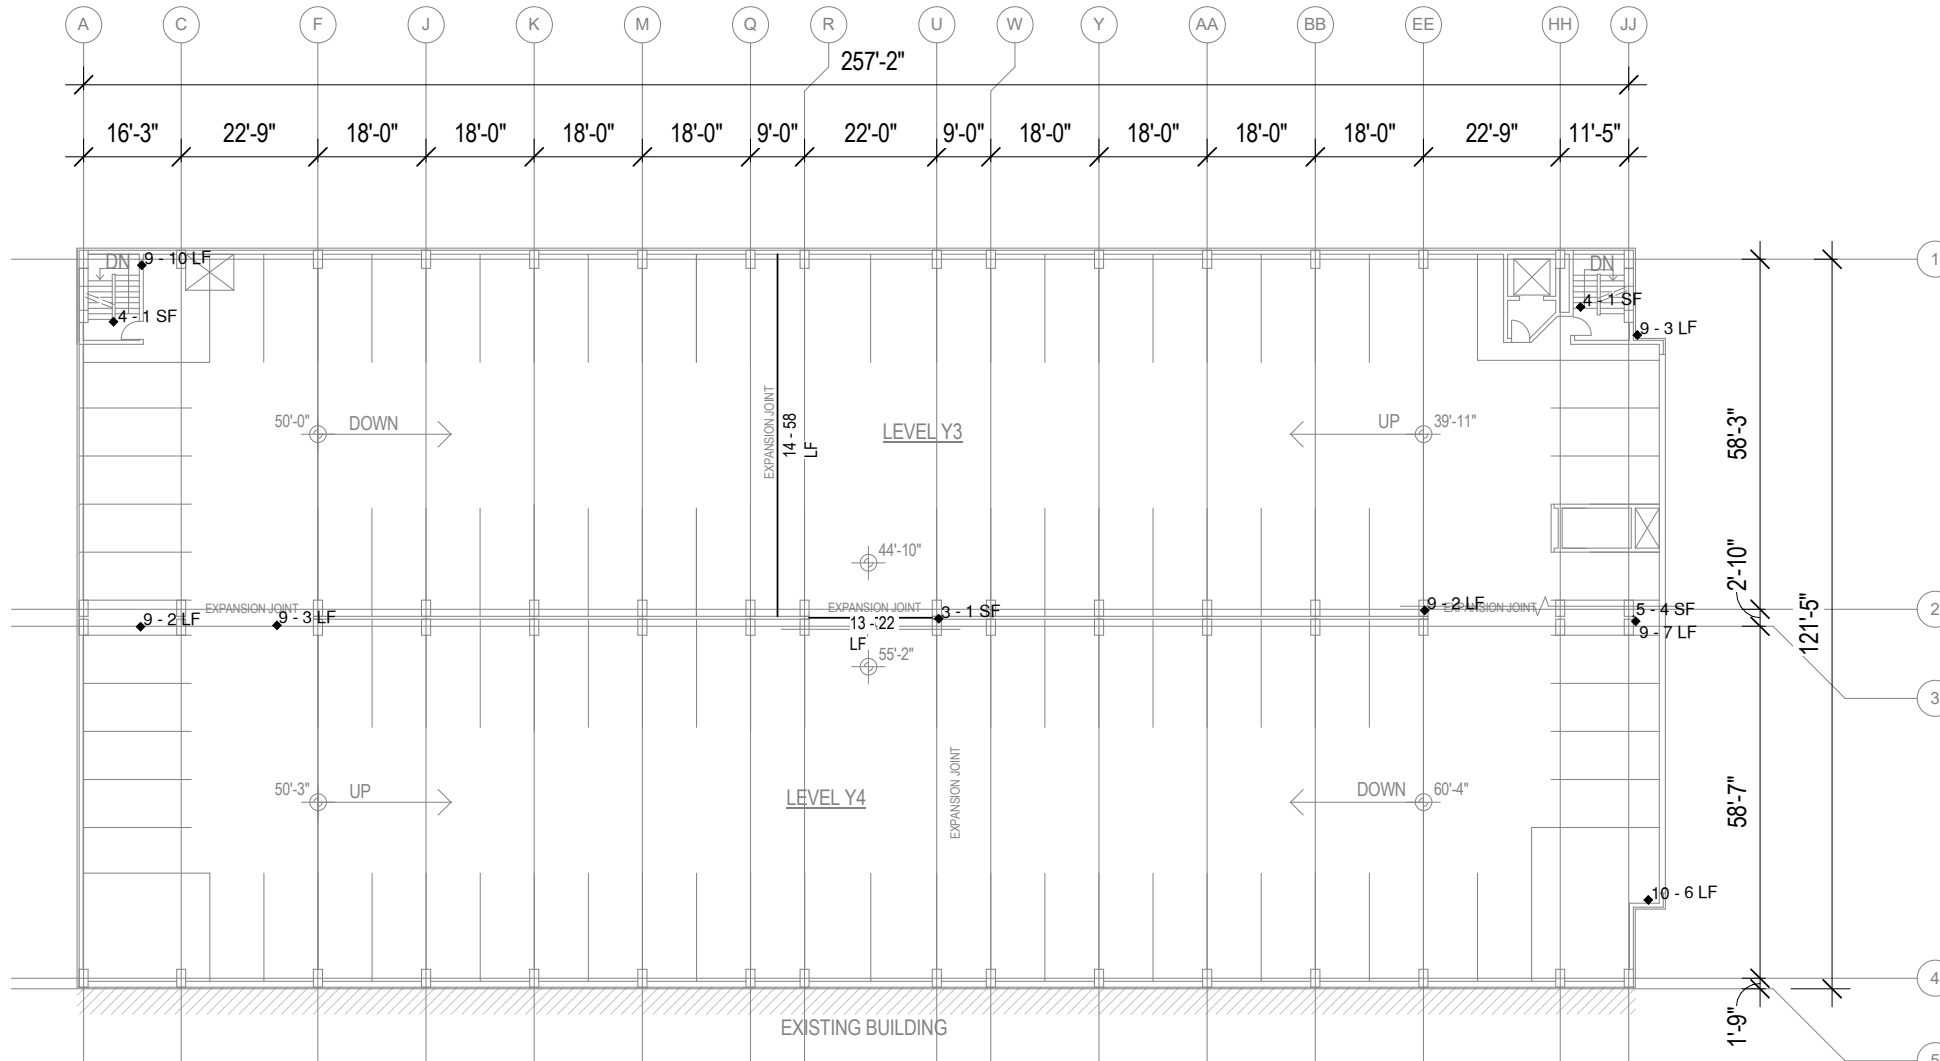 A C F J K M Q R U W Y AA BB EE HH JJ
257'-2"
16'-3" 22'-9" 18'-0" 18'-0" 18'-0" 18'-0" 9'-0" 22'-0" 9'-0" 18'-0" 18'-0" 18'-0" 18'-0" 22'-9" 11'-5"
DN
9 - 10 LF
4 - 1 SF
DN
4 - 1 SF
9 - 3 LF
1
50'-0"
DOWN
EXPANSION JOINT
14 - 58
LF
LEVEL Y3
UP
39'-11"
58'-3"
44'-10"
2'-10"
121'-5"
EXPANSION JOINT
9 - 2 LF
9 - 3 LF
EXPANSION JOINT
3 - 1 SF
13 - 22
LF
9 - 2 LF
EXPANSION JOINT
5 - 4 SF
9 - 7 LF
2
55'-2"
3
50'-3"
UP
LEVEL Y4
EXPANSION JOINT
DOWN
60'-4"
58'-7"
10 - 6 LF
4
1'-9"
EXISTING BUILDING
5